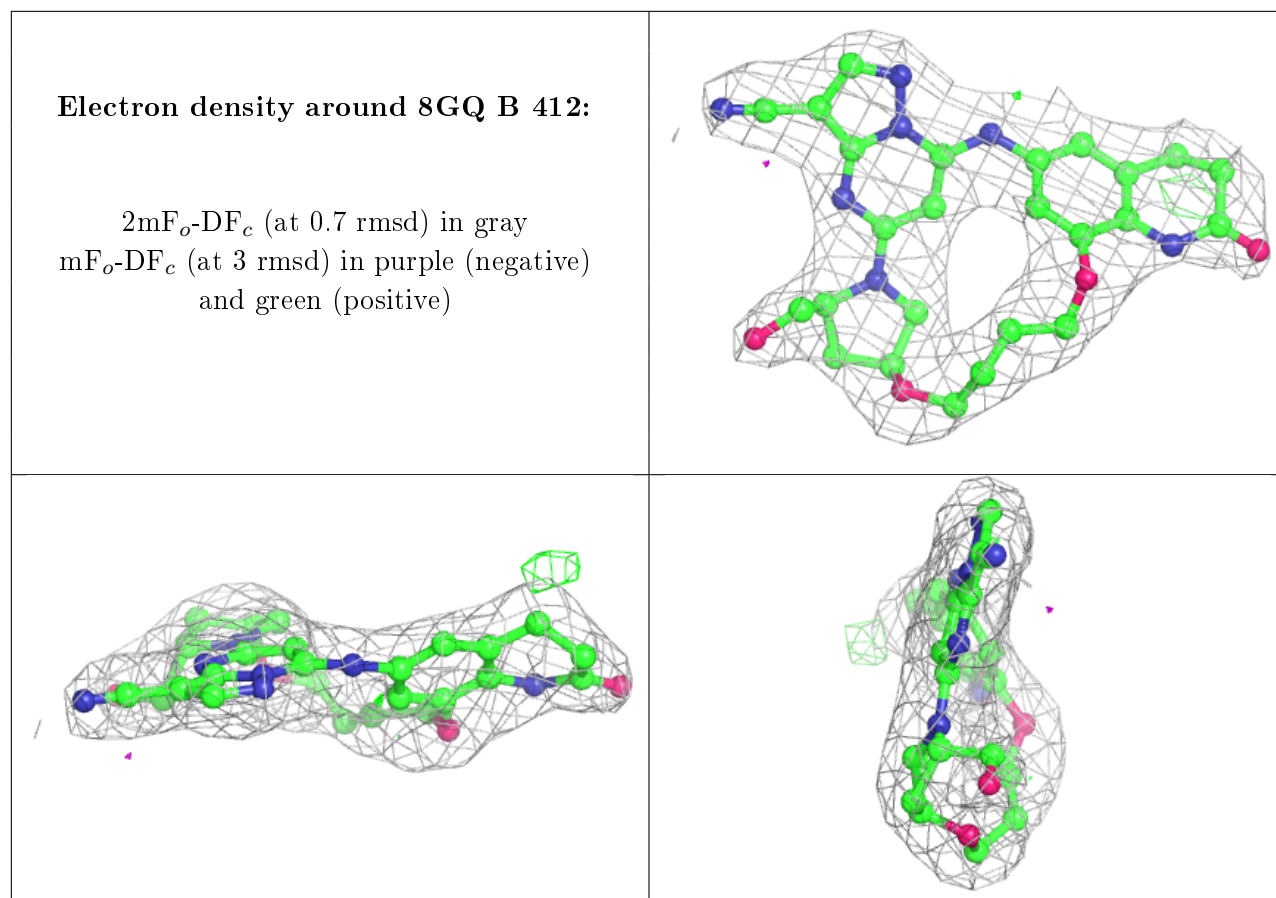 Electron density around 8GQ B 412:
2mFₒ-DF𝒸 (at 0.7 rmsd) in gray
mFₒ-DF𝒸 (at 3 rmsd) in purple (negative)
and green (positive)